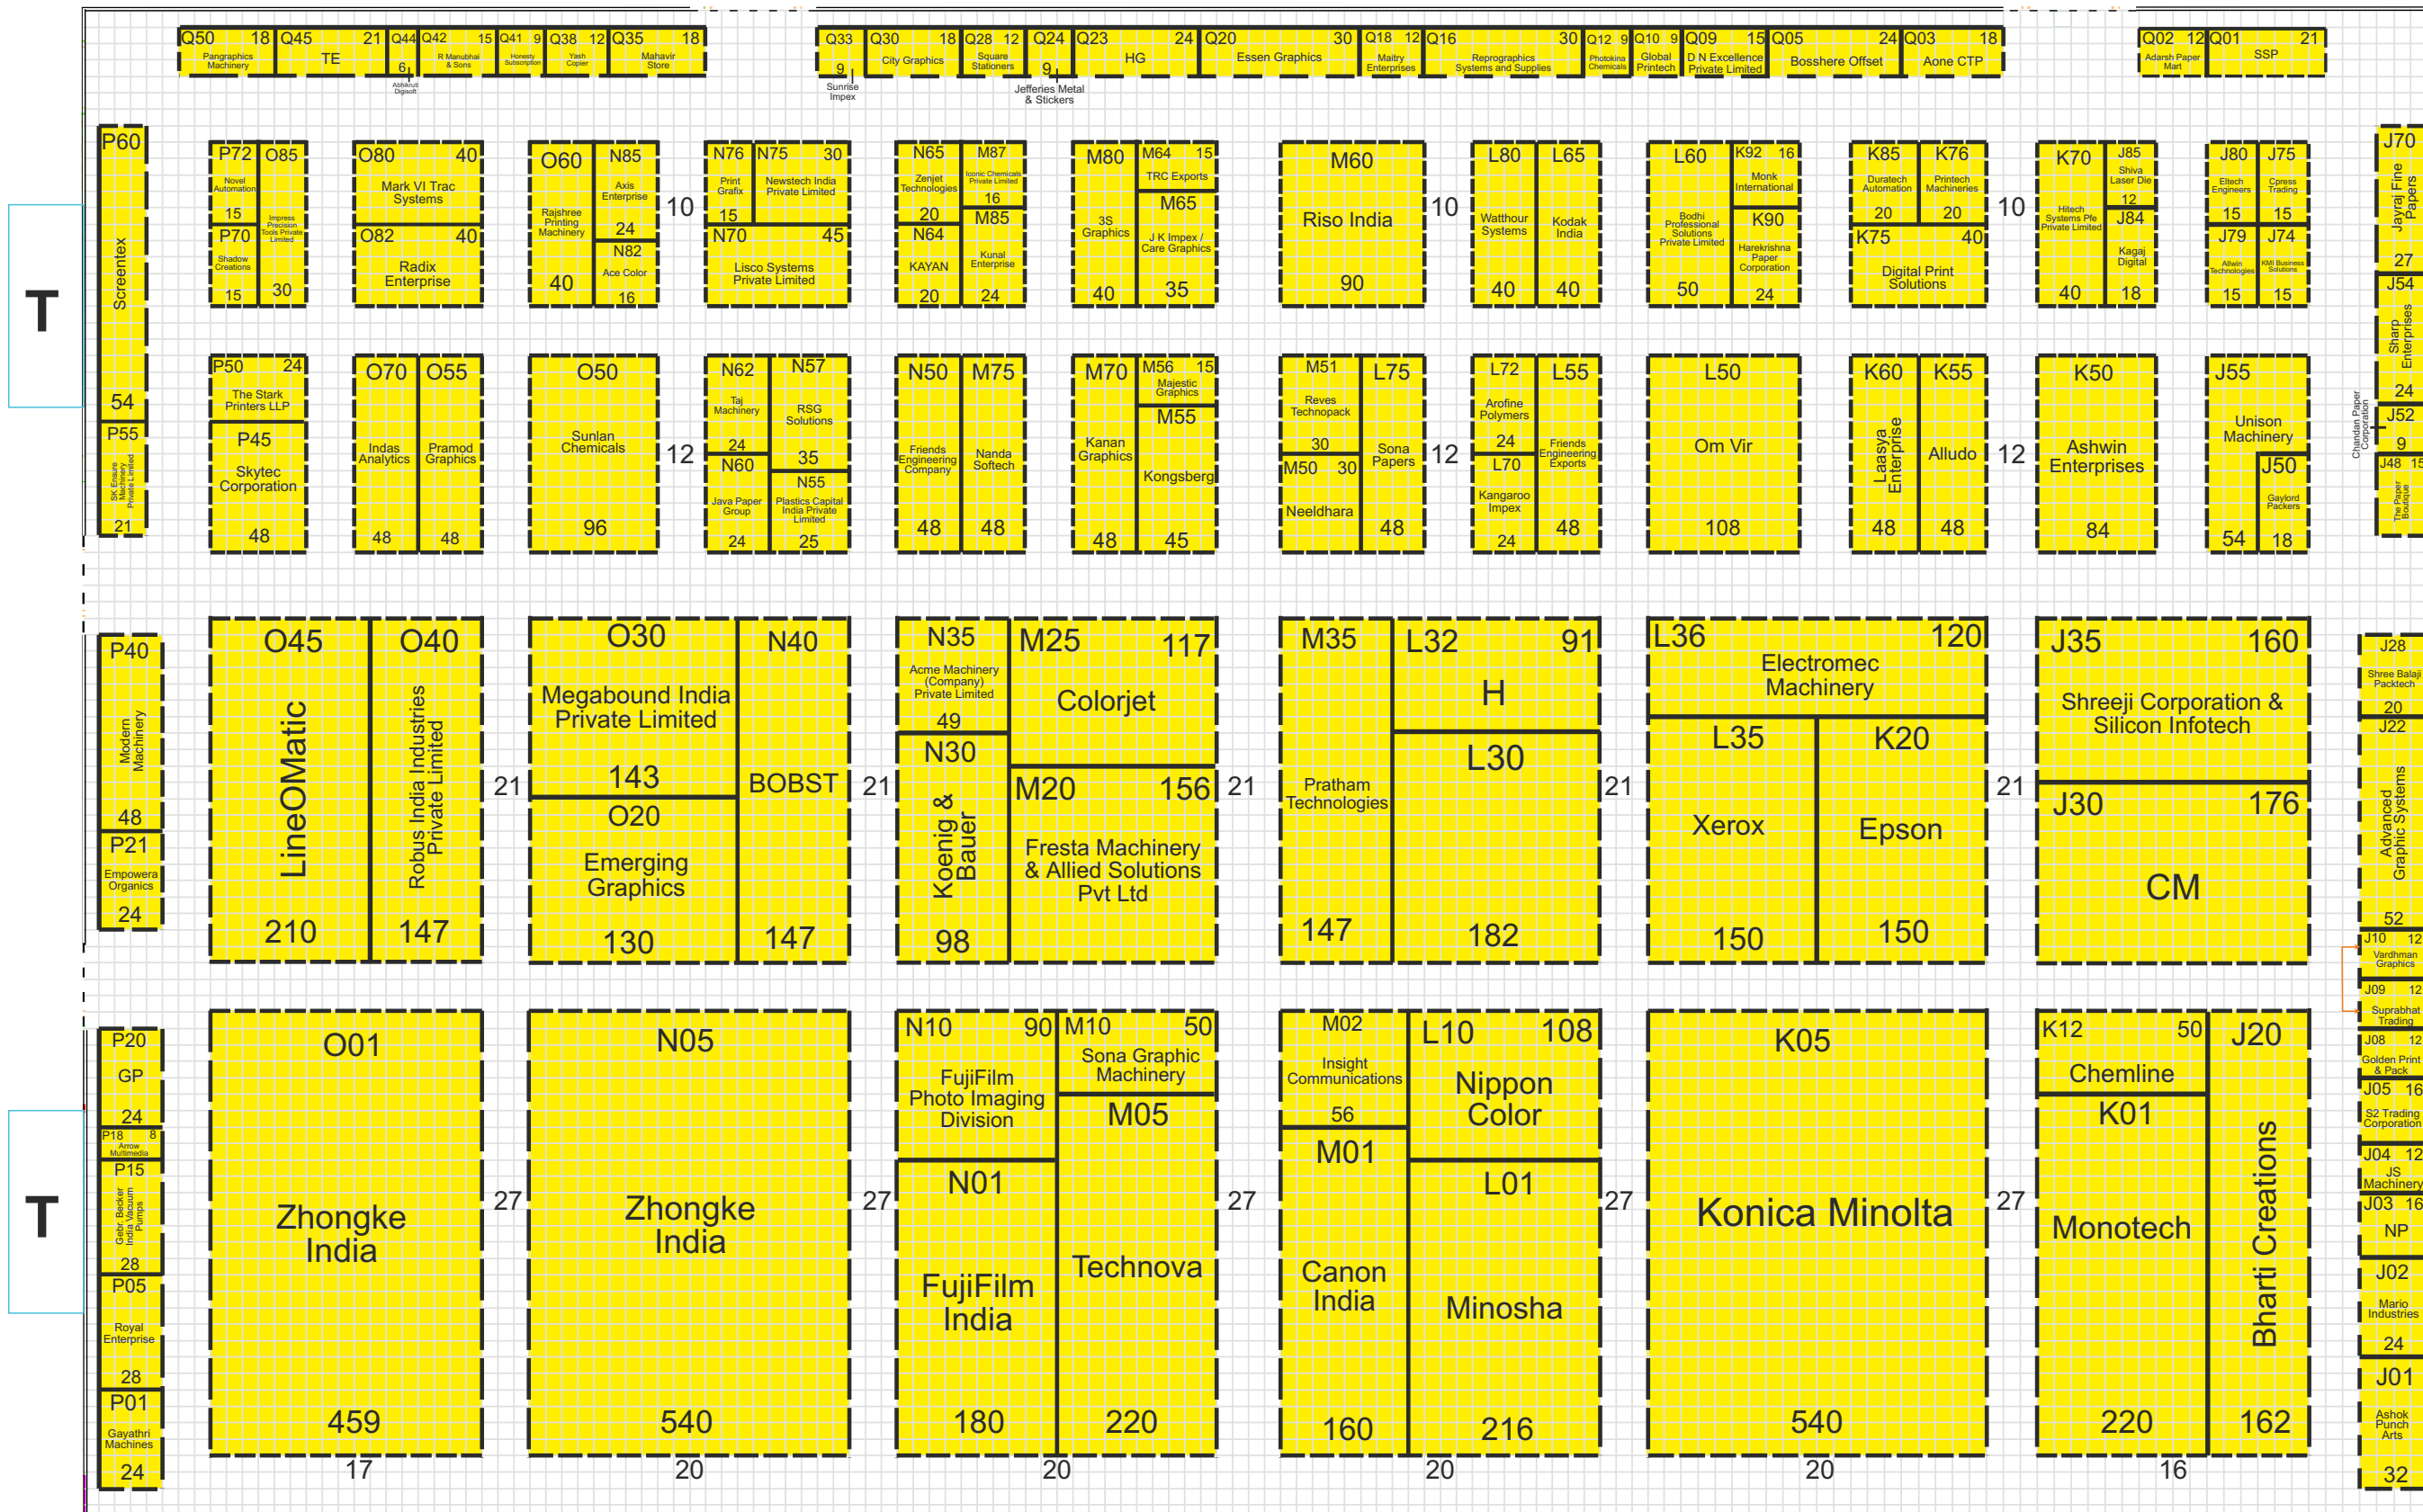 Q50 18
Pangraphics
Machinery
Q45 21
TE
Q44
6
Abhikrus
Digisoft
Q42 15
R Manubhai
& Sons
Q41 9
Honesty
Subscription
Q38 12
Yash
Copier
Q35 18
Mahavir
Store
Q33
9
Sunrise
Impex
Q30 18
City Graphics
Q28 12
Square
Stationers
Q24
9
Jefferies Metal
& Stickers
Q23 24
HG
Q20 30
Essen Graphics
Q18 12
Maitry
Enterprises
Q16 30
Reprographics
Systems and Supplies
Q12 9
Photokina
Chemicals
Q10 9
Global
Printech
Q09 15
D N Excellence
Private Limited
Q05 24
Bosshere Offset
Q03 18
Aone CTP
Q02 12
Adarsh Paper
Mart
Q01 21
SSP
T
P60
Screentex
54
P55
SK Ensure
Machinery
Private Limited
21
P72
Novel
Automation
15
P70
Shadow
Creations
15
O85
Impress
Precision
Tools Private
Limited
30
O80 40
Mark VI Trac
Systems
O82 40
Radix
Enterprise
O60
Rajshree
Printing
Machinery
40
N85
Axis
Enterprise
24
N82
Ace Color
16
10
N76
Print
Grafix
15
N75 30
Newstech India
Private Limited
N70 45
Lisco Systems
Private Limited
N65
Zenjet
Technologies
20
N64
KAYAN
20
M87
Iconic Chemicals
Private Limited
16
M85
Kunal
Enterprise
24
M80
3S
Graphics
40
M64 15
TRC Exports
M65
J K Impex /
Care Graphics
35
M60
Riso India
90
10
L80
Watthour
Systems
40
L65
Kodak
India
40
L60
Bodhi
Professional
Solutions
Private Limited
50
K92 16
Monk
International
K90
Harekrishna
Paper
Corporation
24
K85
Duratech
Automation
20
K76
Printech
Machineries
20
K75 40
Digital Print
Solutions
10
K70
Hitech
Systems Pfe
Private Limited
40
J85
Shiva
Laser Die
12
J84
Kagaj
Digital
18
J80
Eltech
Engineers
15
J75
Cpress
Trading
15
J79
Allwin
Technologies
15
J74
KMI Business
Solutions
15
J70
Jayraj Fine
Papers
27
J54
Sharp
Enterprises
24
J52
9
Chandan Paper
Corporation
J48 15
The Paper
Boutique
P50 24
The Stark
Printers LLP
P45
Skytec
Corporation
48
O70
Indas
Analytics
48
O55
Pramod
Graphics
48
O50
Sunlan
Chemicals
96
12
N62
Taj
Machinery
24
N60
Java Paper
Group
24
N57
RSG
Solutions
35
N55
Plastics Capital
India Private
Limited
25
N50
Friends
Engineering
Company
48
M75
Nanda
Softech
48
M70
Kanan
Graphics
48
M56 15
Majestic
Graphics
M55
Kongsberg
45
M51
Reves
Technopack
30
M50 30
Neeldhara
L75
Sona
Papers
48
12
L72
Arofine
Polymers
24
L70
Kangaroo
Impex
24
L55
Friends
Engineering
Exports
48
L50
Om Vir
108
K60
Laasya
Enterprise
48
K55
Alludo
48
12
K50
Ashwin
Enterprises
84
J55
Unison
Machinery
54
J50
Gaylord
Packers
18
P40
Modern
Machinery
48
P21
Empowera
Organics
24
O45
LineOMatic
210
O40
Robus India Industries
Private Limited
147
21
O30
Megabound India
Private Limited
143
O20
Emerging
Graphics
130
N40
BOBST
147
21
N35
Acme Machinery
(Company)
Private Limited
49
N30
Koenig &
Bauer
98
M25 117
Colorjet
M20 156
Fresta Machinery
& Allied Solutions
Pvt Ltd
21
M35
Pratham
Technologies
147
L32 91
H
L30
182
21
L36 120
Electromec
Machinery
L35
Xerox
150
K20
Epson
150
21
J35 160
Shreeji Corporation &
Silicon Infotech
J30 176
CM
J28
Shree Balaji
Packtech
20
J22
Advanced
Graphic Systems
52
J10 12
Vardhman
Graphics
J09 12
Suprabhat
Trading
J08 12
Golden Print
& Pack
J05 16
S2 Trading
Corporation
J04 12
JS
Machinery
J03 16
NP
J02
Mario
Industries
24
J01
Ashok
Punch
Arts
32
T
P20
GP
24
P18 8
Arrow
Multimedia
P15
Gebr. Becker
India Vacuum
Pumps
28
P05
Royal
Enterprise
28
P01
Gayathri
Machines
24
O01
Zhongke
India
459
17
27
N05
Zhongke
India
540
20
27
N10 90
FujiFilm
Photo Imaging
Division
N01
FujiFilm
India
180
M10 50
Sona Graphic
Machinery
M05
Technova
220
20
27
M02
Insight
Communications
56
M01
Canon
India
160
L10 108
Nippon
Color
L01
Minosha
216
20
27
K05
Konica Minolta
540
20
27
K12 50
Chemline
K01
Monotech
220
J20
Bharti Creations
162
16